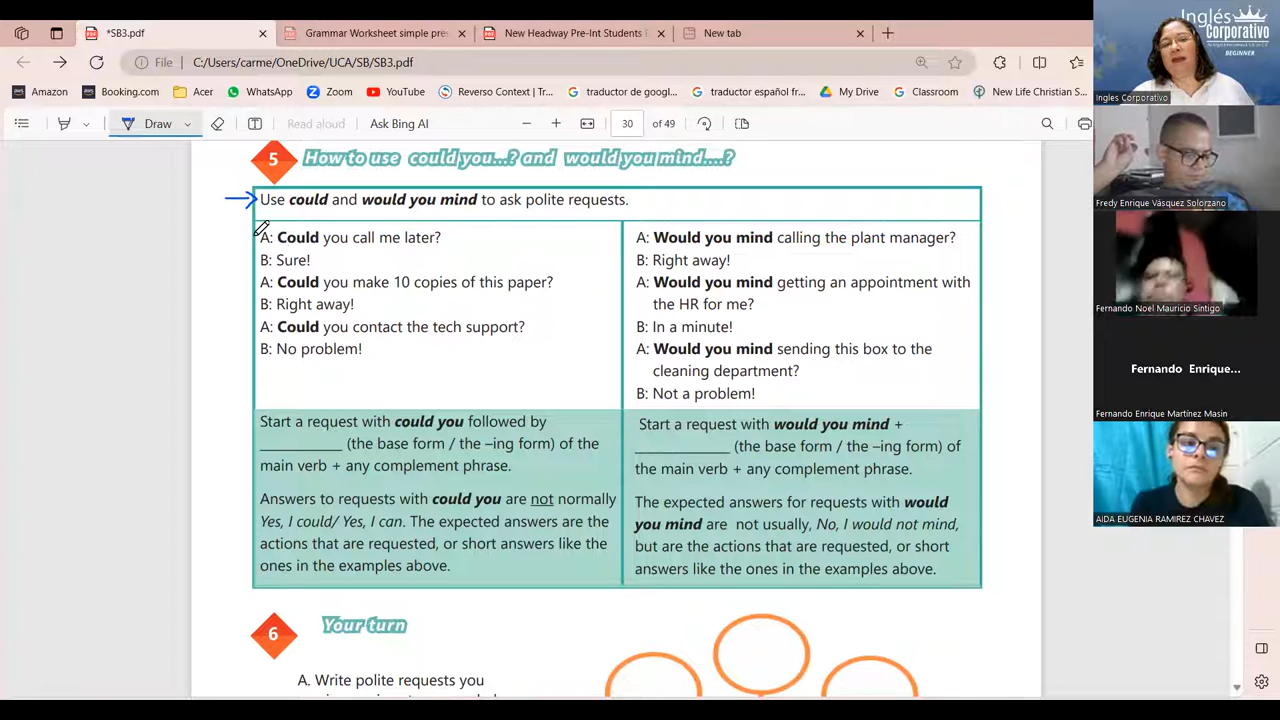 *SB3.pdf
Grammar Worksheet simple pres
New Headway Pre-Int Students E
New tab
File
C:/Users/carme/OneDrive/UCA/SB/SB3.pdf
Amazon
Booking.com
Acer
WhatsApp
Zoom
YouTube
Reverso Context | Tr...
traductor de googl...
traductor español fr...
My Drive
Classroom
New Life Christian S...
Draw
Read aloud
Ask Bing AI
30
of 49
5
How to use could you...? and would you mind....?
Use could and would you mind to ask polite requests.
A: Could you call me later?
B: Sure!
A: Could you make 10 copies of this paper?
B: Right away!
A: Could you contact the tech support?
B: No problem!
A: Would you mind calling the plant manager?
B: Right away!
A: Would you mind getting an appointment with
the HR for me?
B: In a minute!
A: Would you mind sending this box to the
cleaning department?
B: Not a problem!
Start a request with could you followed by
__________ (the base form / the –ing form) of the
main verb + any complement phrase.
Answers to requests with could you are not normally
Yes, I could/ Yes, I can. The expected answers are the
actions that are requested, or short answers like the
ones in the examples above.
Start a request with would you mind +
___________ (the base form / the –ing form) of
the main verb + any complement phrase.
The expected answers for requests with would
you mind are not usually, No, I would not mind,
but are the actions that are requested, or short
answers like the ones in the examples above.
6
Your turn
A. Write polite requests you
Inglés
Corporativo
BEGINNER
Ingles Corporativo
Fredy Enrique Vásquez Solorzano
Fernando Noel Mauricio Sintigo
Fernando Enrique...
Fernando Enrique Martínez Masin
AIDA EUGENIA RAMIREZ CHAVEZ